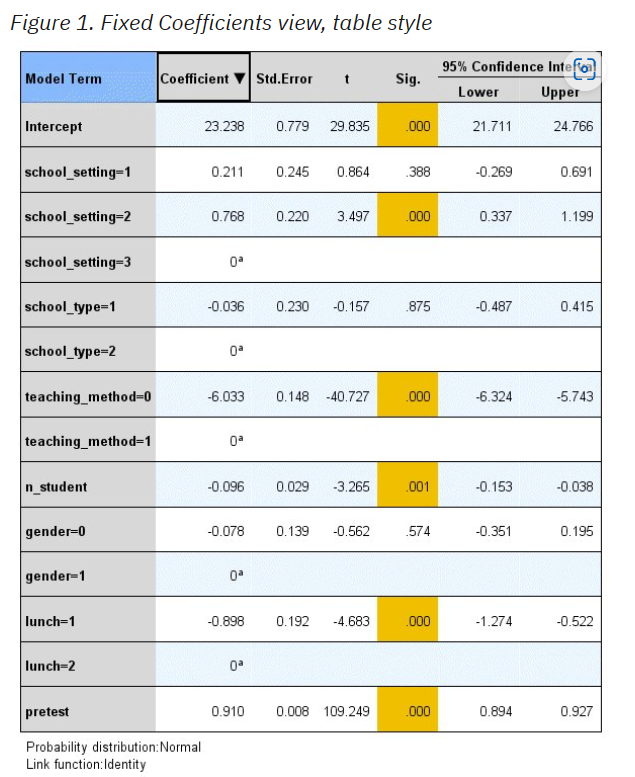 Figure 1. Fixed Coefficients view, table style
Model Term Coefficient ▼ Std.Error t Sig. 95% Confidence
Lower Upper
Intercept 23.238 0.779 29.835 .000 21.711 24.766
school_setting=1 0.211 0.245 0.864 .388 -0.269 0.691
school_setting=2 0.768 0.220 3.497 .000 0.337 1.199
school_setting=3 0ª
school_type=1 -0.036 0.230 -0.157 .875 -0.487 0.415
school_type=2 0ª
teaching_method=0 -6.033 0.148 -40.727 .000 -6.324 -5.743
teaching_method=1 0ª
n_student -0.096 0.029 -3.265 .001 -0.153 -0.038
gender=0 -0.078 0.139 -0.562 .574 -0.351 0.195
gender=1 0ª
lunch=1 -0.898 0.192 -4.683 .000 -1.274 -0.522
lunch=2 0ª
pretest 0.910 0.008 109.249 .000 0.894 0.927
Probability distribution:Normal
Link function:Identity